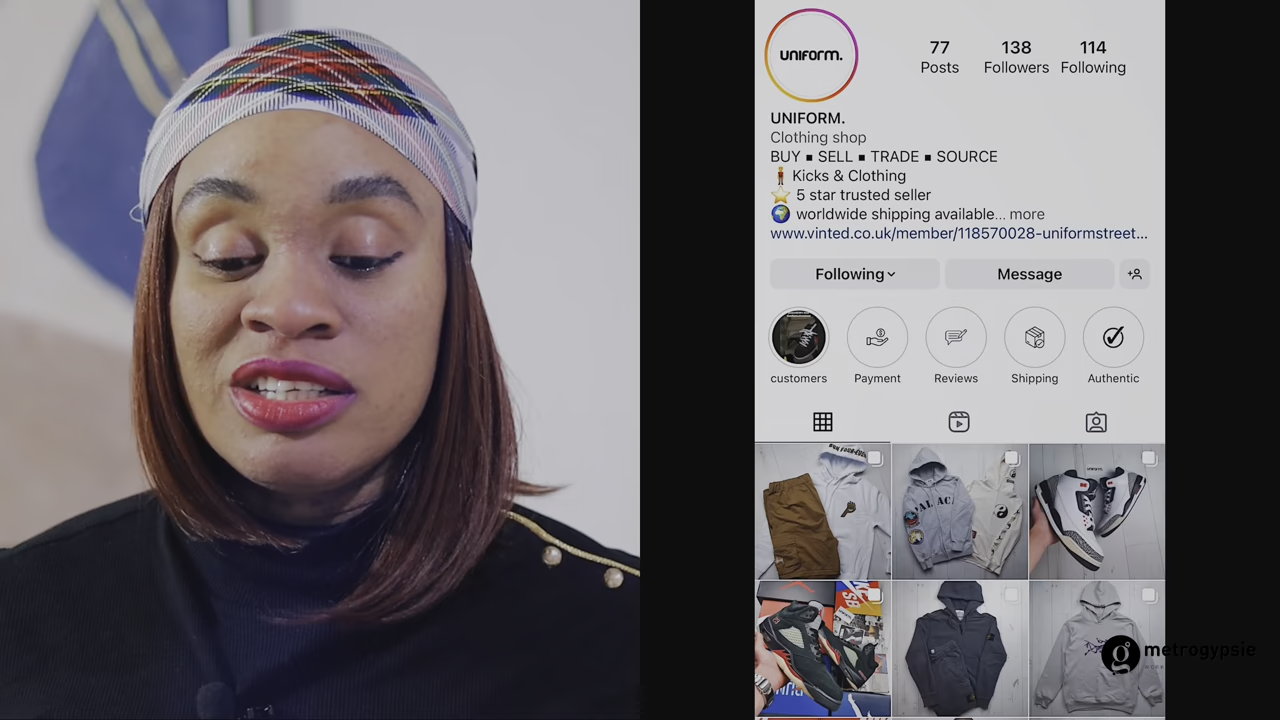 UNIFORM.
77 138 114
Posts Followers Following
UNIFORM.
Clothing shop
BUY ▪ SELL ▪ TRADE ▪ SOURCE
Kicks & Clothing
5 star trusted seller
worldwide shipping available... more
www.vinted.co.uk/member/118570028-uniformstreet...
Following
Message
customers Payment Reviews Shipping Authentic
PALACE
UNIFORM.
metrogypsie